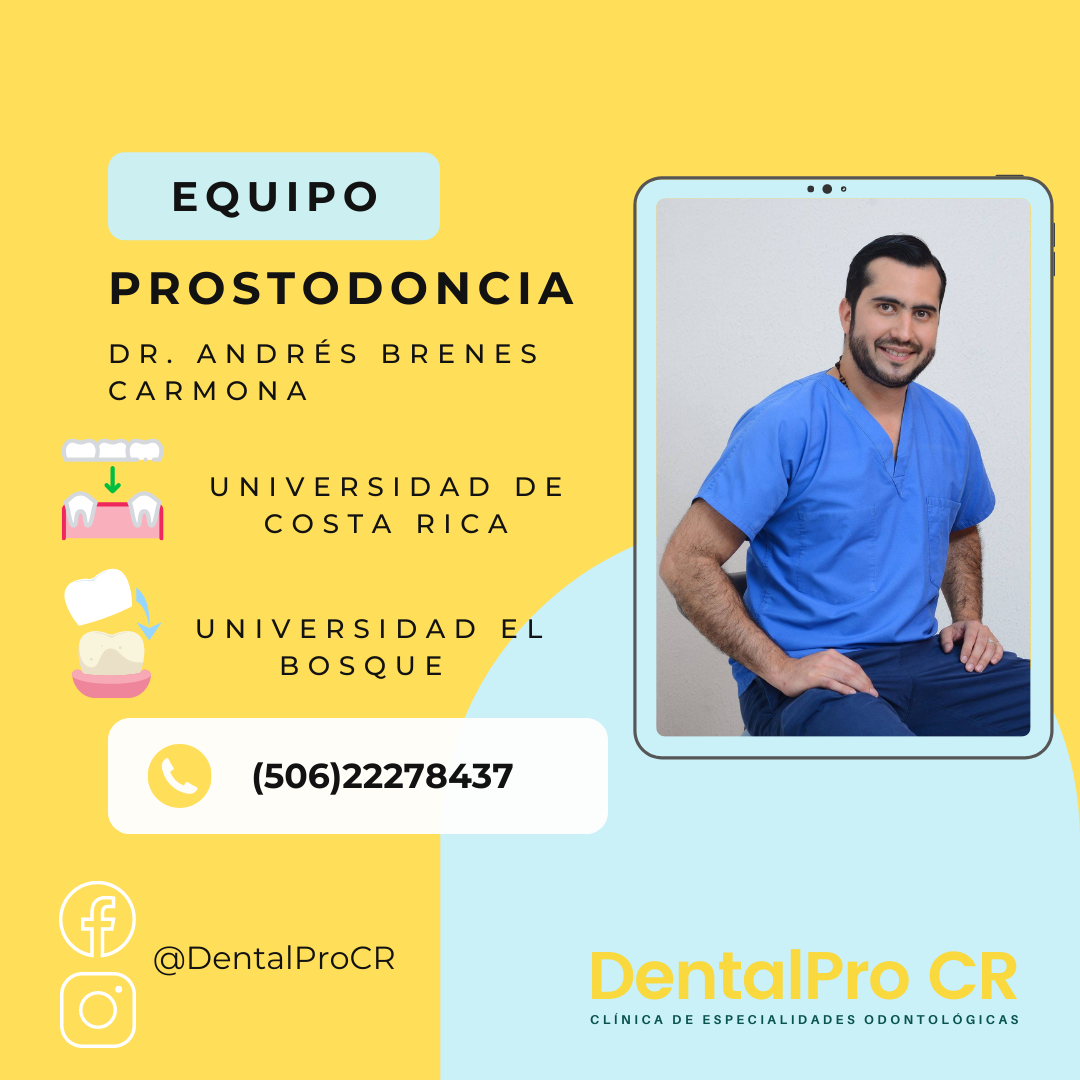 EQUIPO
PROSTODONCIA
DR. ANDRÉS BRENES
CARMONA
UNIVERSIDAD DE
COSTA RICA
UNIVERSIDAD EL
BOSQUE
(506)22278437
@DentalProCR
DentalPro CR
CLÍNICA DE ESPECIALIDADES ODONTOLÓGICAS